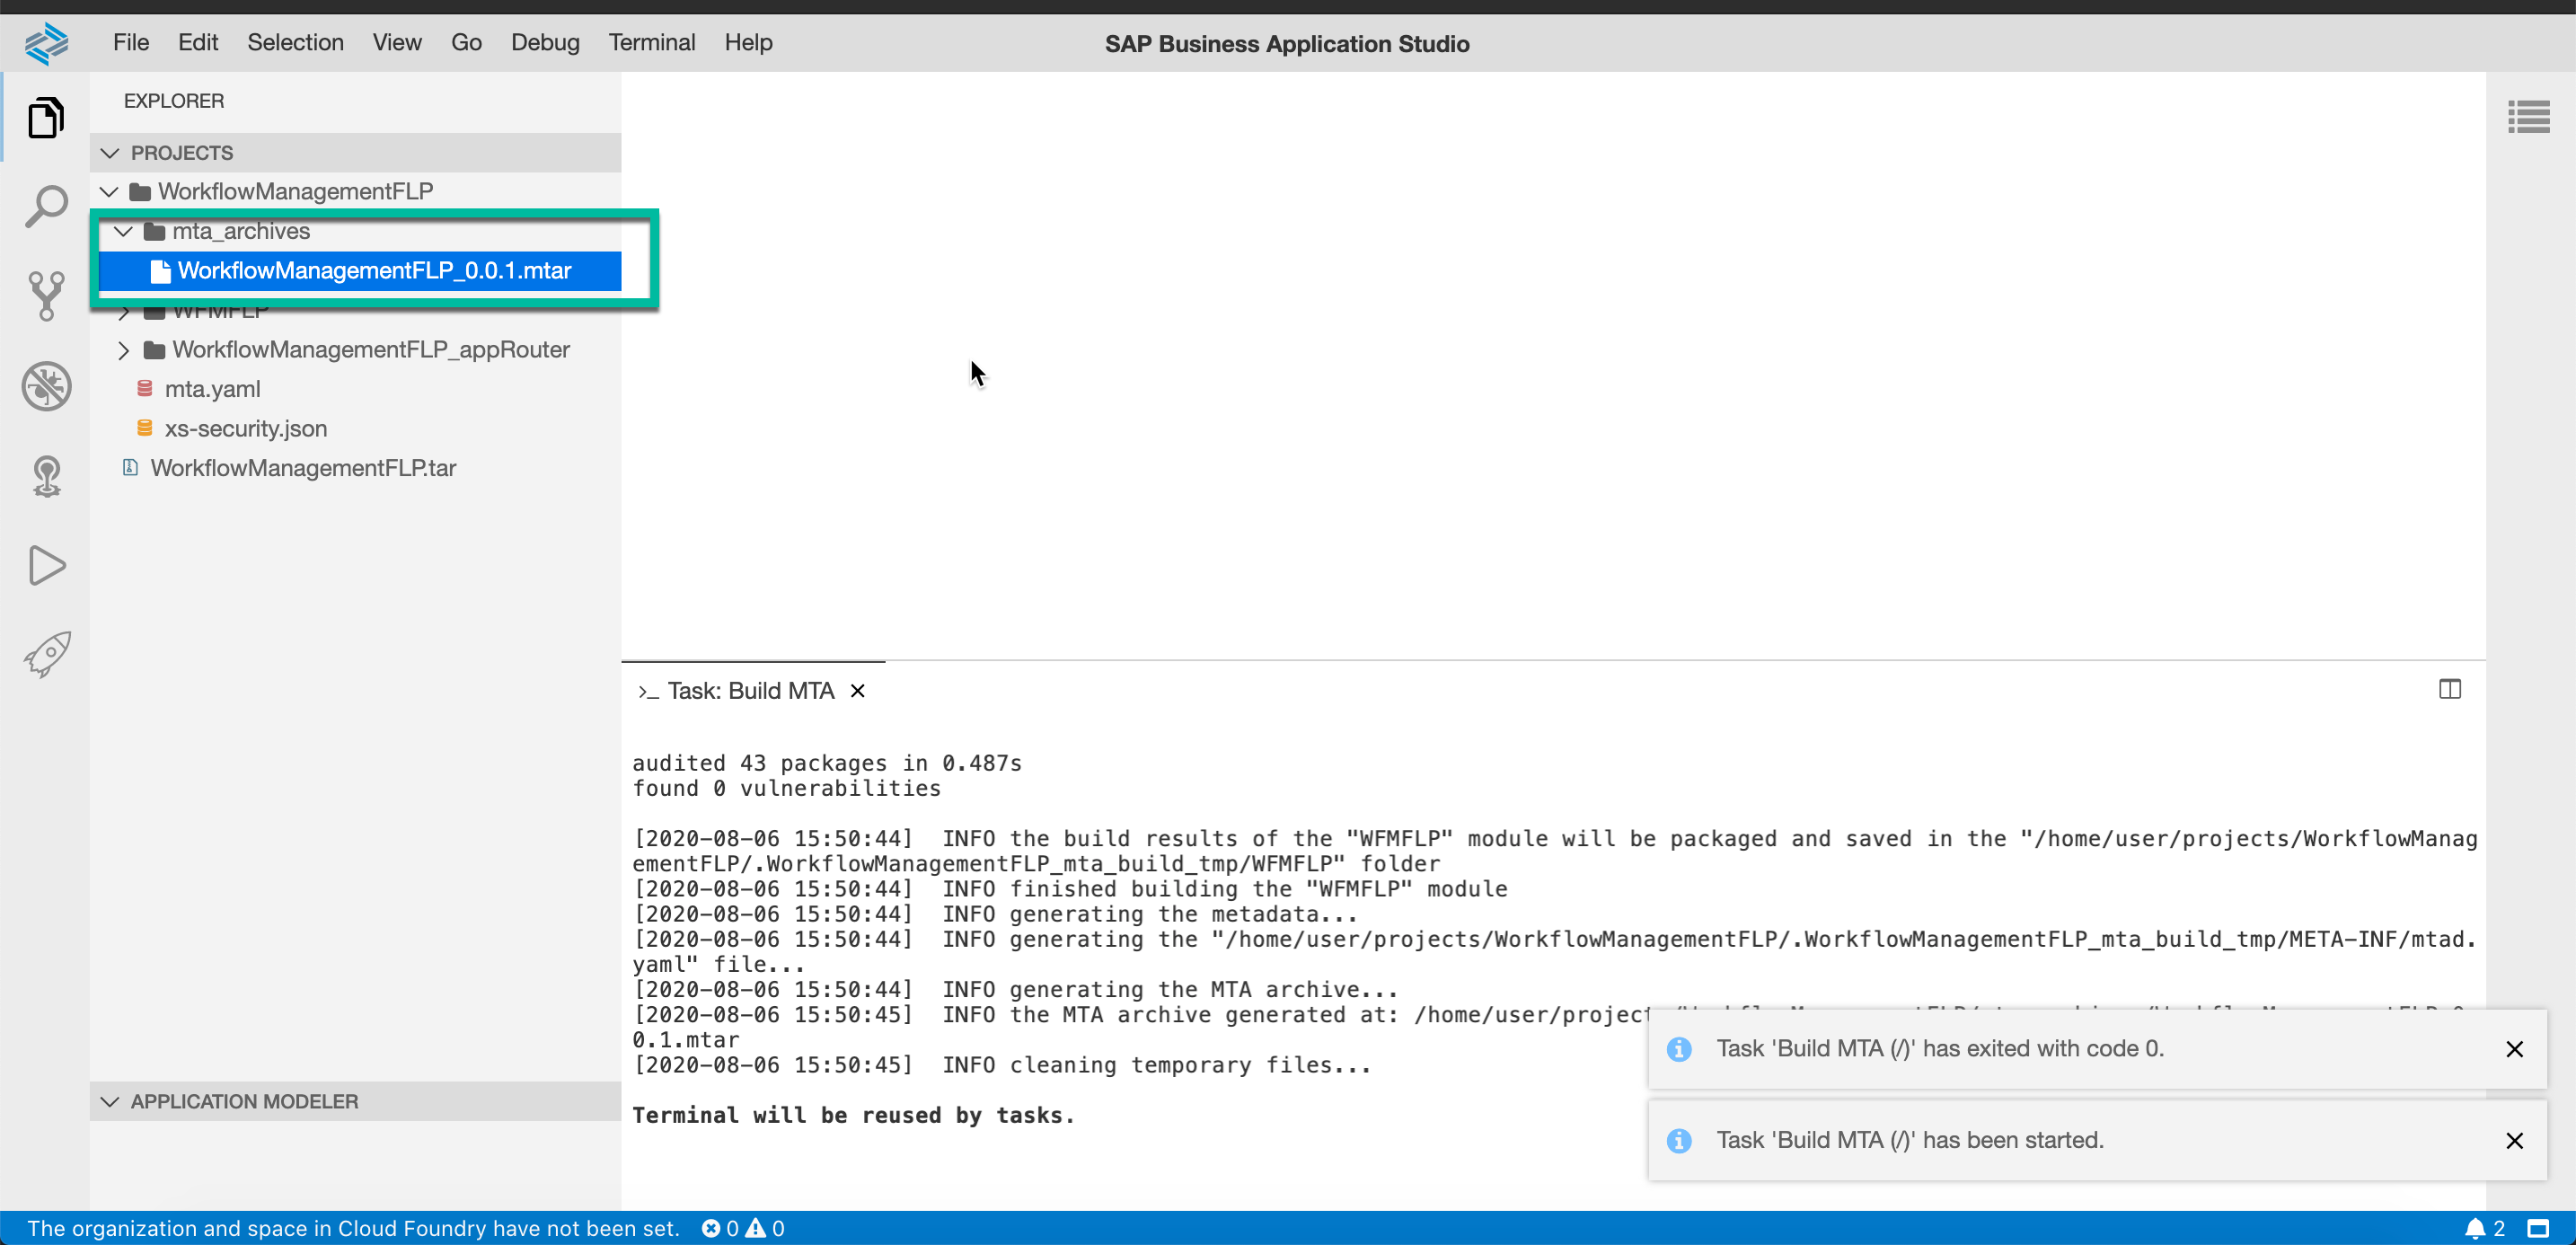 File Edit Selection View Go Debug Terminal Help
SAP Business Application Studio
EXPLORER
PROJECTS
WorkflowManagementFLP
mta_archives
WorkflowManagementFLP_0.0.1.mtar
WFMFLP
WorkflowManagementFLP_appRouter
mta.yaml
xs-security.json
WorkflowManagementFLP.tar
APPLICATION MODELER
>_ Task: Build MTA
audited 43 packages in 0.487s
found 0 vulnerabilities
[2020-08-06 15:50:44]  INFO the build results of the "WFMFLP" module will be packaged and saved in the "/home/user/projects/WorkflowManag
ementFLP/.WorkflowManagementFLP_mta_build_tmp/WFMFLP" folder
[2020-08-06 15:50:44]  INFO finished building the "WFMFLP" module
[2020-08-06 15:50:44]  INFO generating the metadata...
[2020-08-06 15:50:44]  INFO generating the "/home/user/projects/WorkflowManagementFLP/.WorkflowManagementFLP_mta_build_tmp/META-INF/mtad.
yaml" file...
[2020-08-06 15:50:44]  INFO generating the MTA archive...
[2020-08-06 15:50:45]  INFO the MTA archive generated at: /home/user/project
0.1.mtar
[2020-08-06 15:50:45]  INFO cleaning temporary files...
Terminal will be reused by tasks.
Task 'Build MTA (/)' has exited with code 0.
Task 'Build MTA (/)' has been started.
The organization and space in Cloud Foundry have not been set. 0 0
2